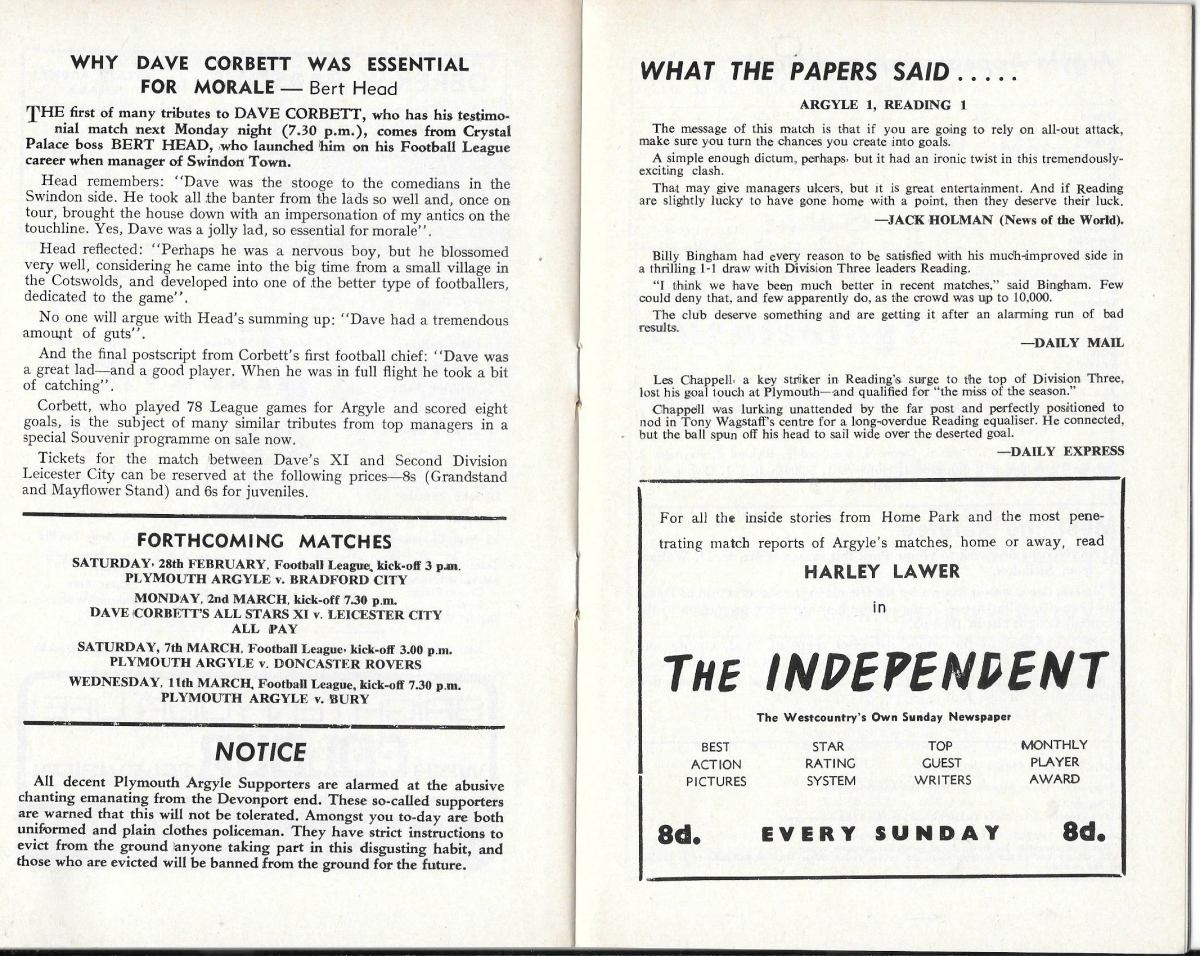 WHY DAVE CORBETT WAS ESSENTIAL
FOR MORALE — Bert Head
THE first of many tributes to DAVE CORBETT, who has his testimo-
nial match next Monday night (7.30 p.m.), comes from Crystal
Palace boss BERT HEAD, who launched him on his Football League
career when manager of Swindon Town.
Head remembers: "Dave was the stooge to the comedians in the
Swindon side. He took all the banter from the lads so well and, once on
tour, brought the house down with an impersonation of my antics on the
touchline. Yes, Dave was a jolly lad, so essential for morale".
Head reflected: "Perhaps he was a nervous boy, but he blossomed
very well, considering he came into the big time from a small village in
the Cotswolds, and developed into one of the better type of footballers,
dedicated to the game".
No one will argue with Head's summing up: "Dave had a tremendous
amount of guts".
And the final postscript from Corbett's first football chief: "Dave was
a great lad—and a good player. When he was in full flight he took a bit
of catching".
Corbett, who played 78 League games for Argyle and scored eight
goals, is the subject of many similar tributes from top managers in a
special Souvenir programme on sale now.
Tickets for the match between Dave's XI and Second Division
Leicester City can be reserved at the following prices—8s (Grandstand
and Mayflower Stand) and 6s for juveniles.
FORTHCOMING MATCHES
SATURDAY, 28th FEBRUARY, Football League, kick-off 3 p.m.
PLYMOUTH ARGYLE v. BRADFORD CITY
MONDAY, 2nd MARCH, kick-off 7.30 p.m.
DAVE CORBETT'S ALL STARS XI v. LEICESTER CITY
ALL PAY
SATURDAY, 7th MARCH, Football League, kick-off 3.00 p.m.
PLYMOUTH ARGYLE v. DONCASTER ROVERS
WEDNESDAY, 11th MARCH, Football League, kick-off 7.30 p.m.
PLYMOUTH ARGYLE v. BURY
NOTICE
All decent Plymouth Argyle Supporters are alarmed at the abusive
chanting emanating from the Devonport end. These so-called supporters
are warned that this will not be tolerated. Amongst you to-day are both
uniformed and plain clothes policeman. They have strict instructions to
evict from the ground anyone taking part in this disgusting habit, and
those who are evicted will be banned from the ground for the future.
WHAT THE PAPERS SAID . . . . .
ARGYLE 1, READING 1
The message of this match is that if you are going to rely on all-out attack,
make sure you turn the chances you create into goals.
A simple enough dictum, perhaps, but it had an ironic twist in this tremendously-
exciting clash.
That may give managers ulcers, but it is great entertainment. And if Reading
are slightly lucky to have gone home with a point, then they deserve their luck.
—JACK HOLMAN (News of the World).
Billy Bingham had every reason to be satisfied with his much-improved side in
a thrilling 1-1 draw with Division Three leaders Reading.
"I think we have been much better in recent matches," said Bingham. Few
could deny that, and few apparently do, as the crowd was up to 10,000.
The club deserve something and are getting it after an alarming run of bad
results.
—DAILY MAIL
Les Chappell, a key striker in Reading's surge to the top of Division Three,
lost his goal touch at Plymouth—and qualified for "the miss of the season."
Chappell was lurking unattended by the far post and perfectly positioned to
nod in Tony Wagstaff's centre for a long-overdue Reading equaliser. He connected,
but the ball spun off his head to sail wide over the deserted goal.
—DAILY EXPRESS
For all the inside stories from Home Park and the most pene-
trating match reports of Argyle's matches, home or away, read
HARLEY LAWER
in
THE INDEPENDENT
The Westcountry's Own Sunday Newspaper
BEST STAR TOP MONTHLY
ACTION RATING GUEST PLAYER
PICTURES SYSTEM WRITERS AWARD
8d. EVERY SUNDAY 8d.